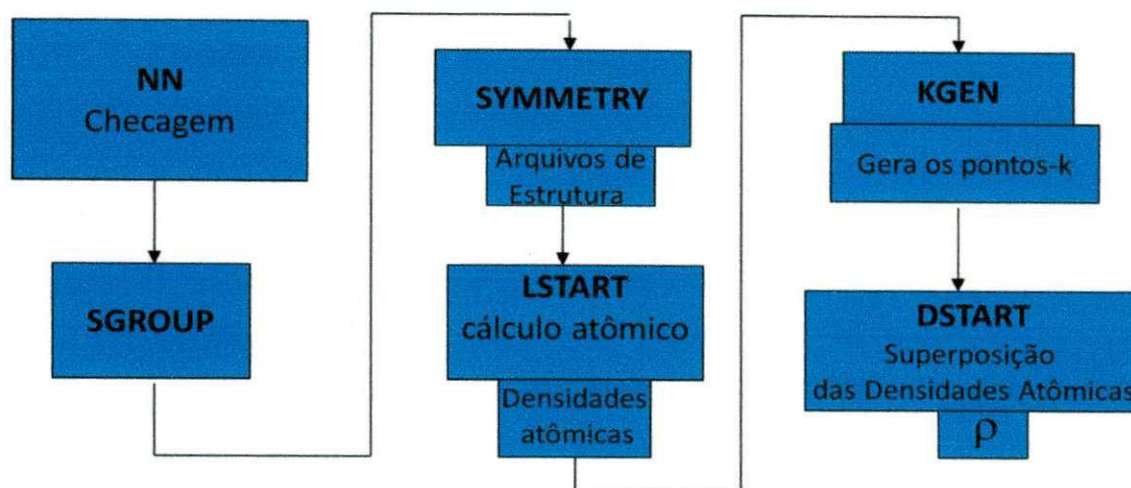 NN
Checagem
SGROUP
SYMMETRY
Arquivos de
Estrutura
LSTART
cálculo atômico
Densidades
atômicas
KGEN
Gera os pontos-k
DSTART
Superposição
das Densidades Atômicas
ρ